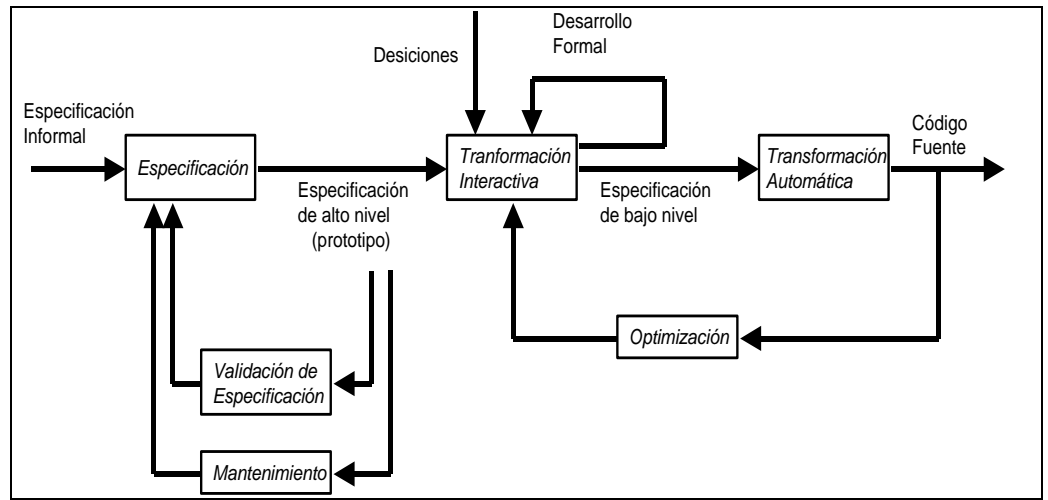 Desiciones
Desarrollo
Formal
Especificación
Informal
Especificación
Tranformación
Interactiva
Transformación
Automática
Código
Fuente
Especificación
de alto nivel
(prototipo)
Especificación
de bajo nivel
Optimización
Validación de
Especificación
Mantenimiento